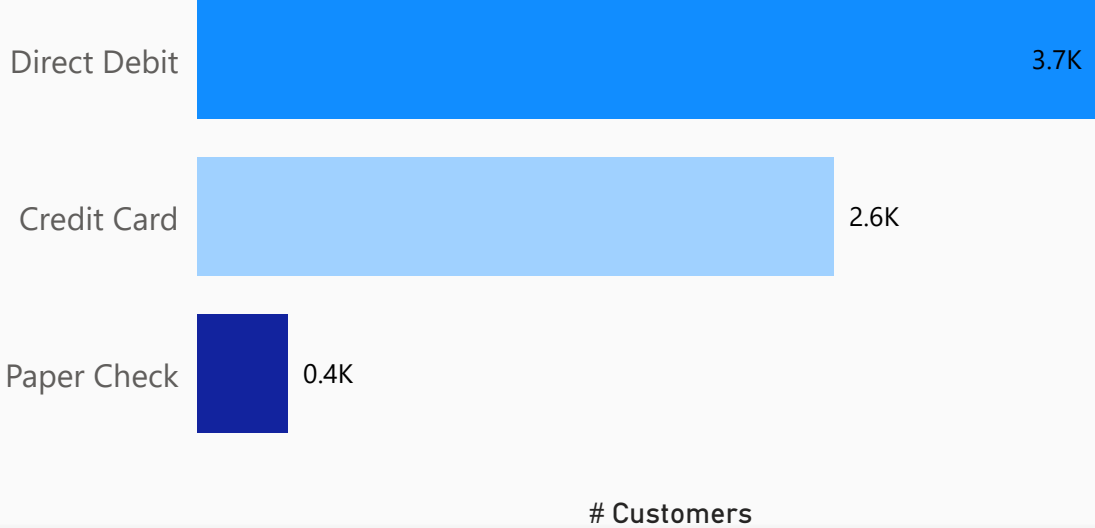 Direct Debit 3.7K
Credit Card 2.6K
Paper Check 0.4K
# Customers